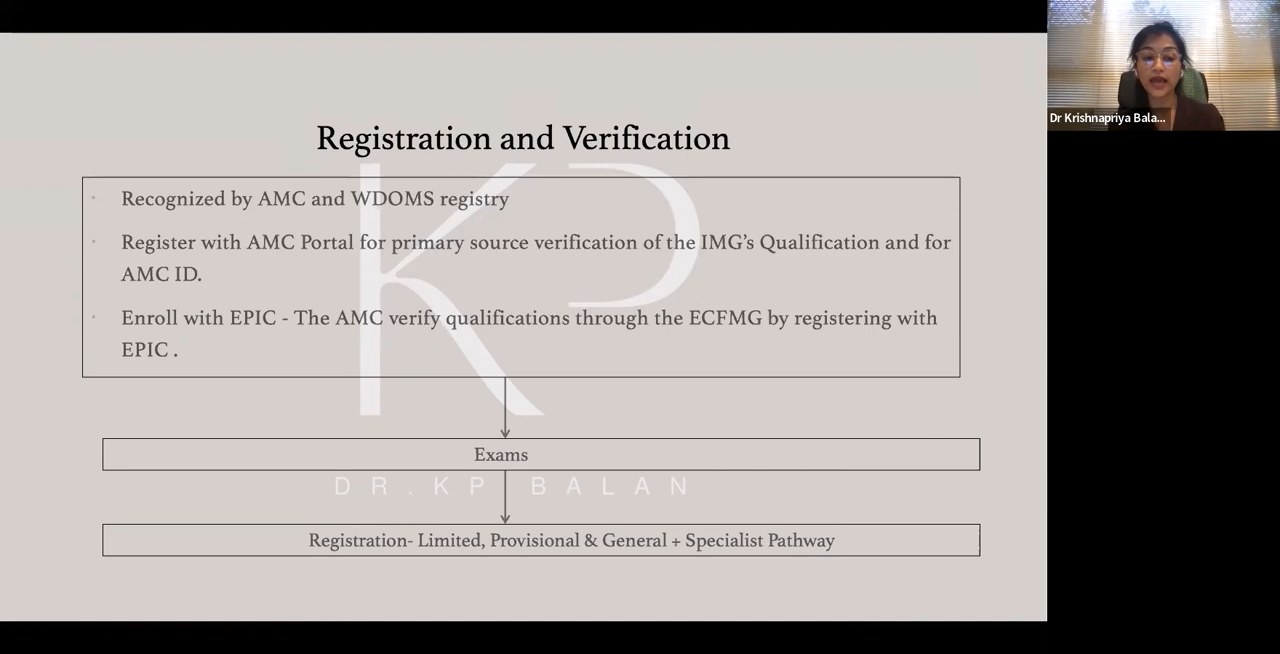 Registration and Verification
Recognized by AMC and WDOMS registry
Register with AMC Portal for primary source verification of the IMG's Qualification and for
AMC ID.
Enroll with EPIC - The AMC verify qualifications through the ECFMG by registering with
EPIC .
Exams
DR.KP BALAN
Registration- Limited, Provisional & General + Specialist Pathway
KP
Dr Krishnapriya Bala...